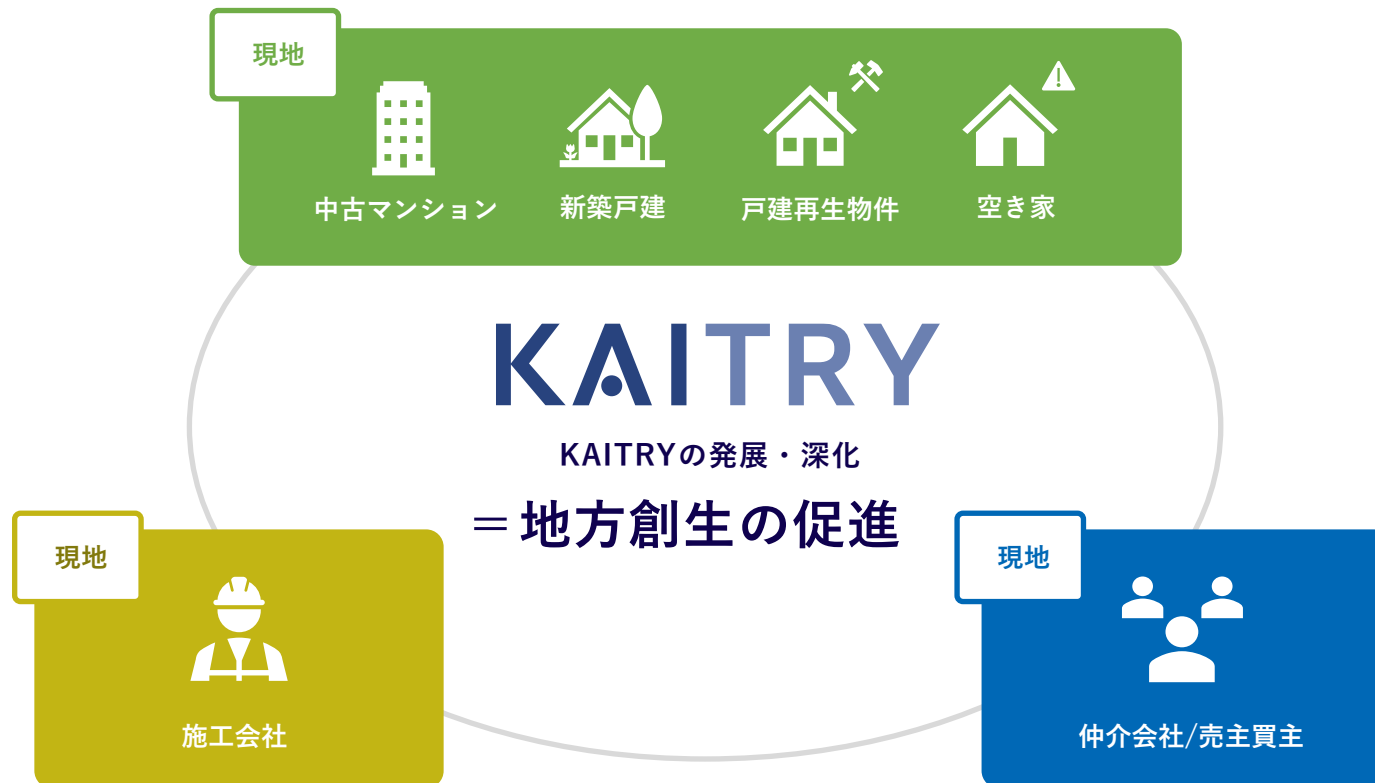 現地
中古マンション
新築戸建
戸建再生物件
空き家
KAITRY
KAITRYの発展・深化
＝地方創生の促進
現地
施工会社
現地
仲介会社/売主買主